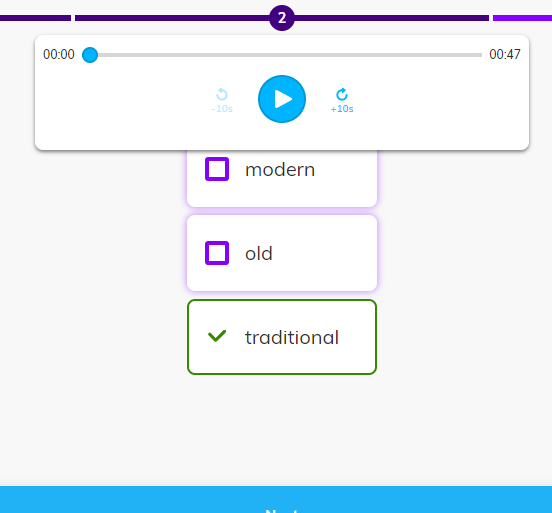 2
00:00 00:47
-10s +10s
modern
old
traditional